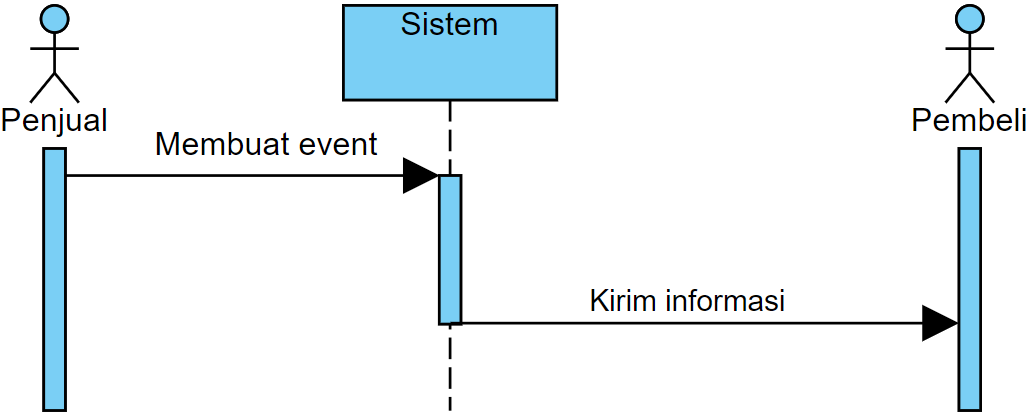 Sistem
Penjual
Pembeli
Membuat event
Kirim informasi